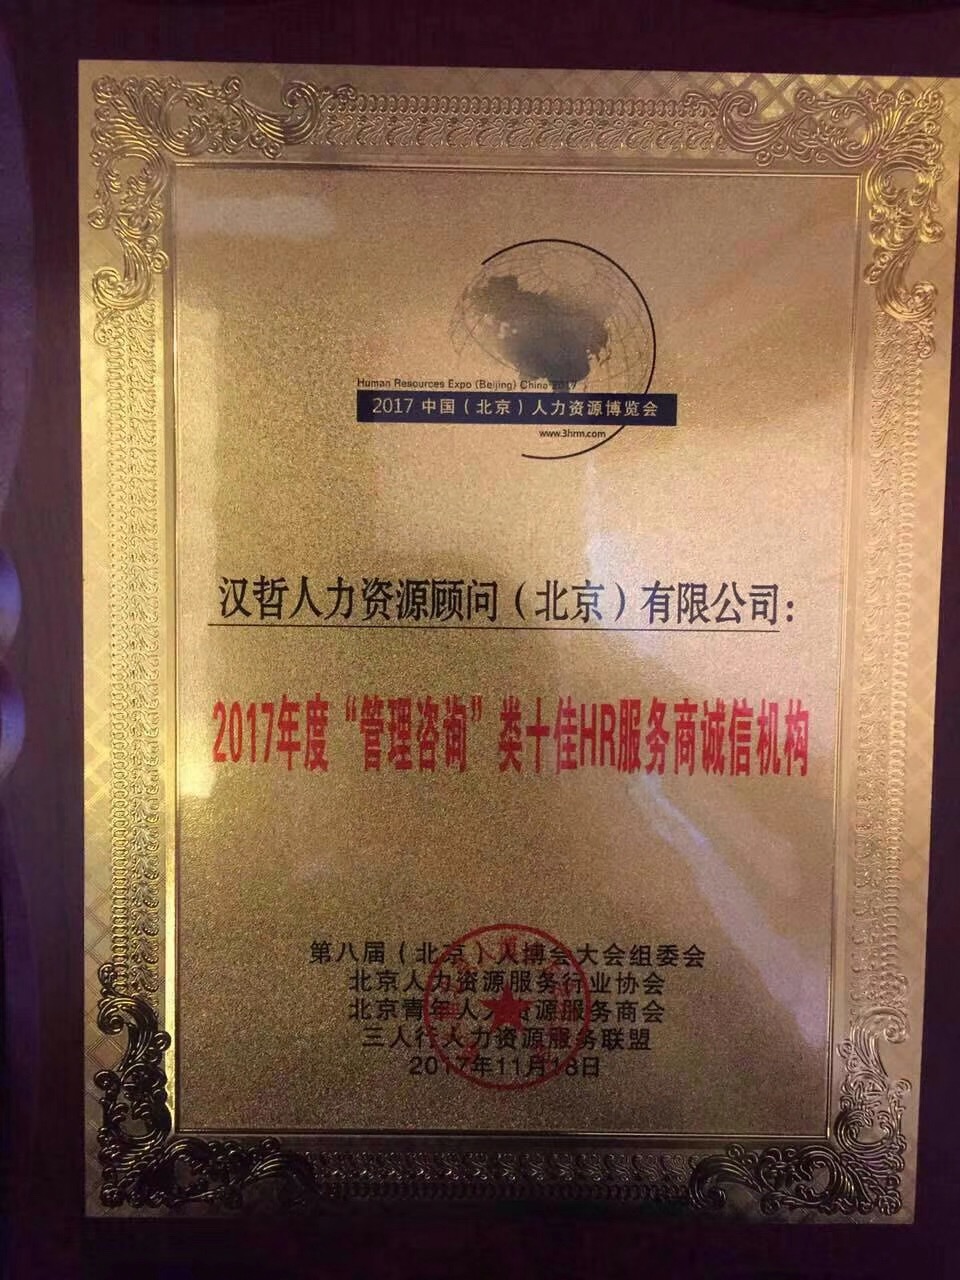 Human Resources Expo (Beijing) China 2017
2017 中国（北京）人力资源博览会
www.3hrm.com
汉哲人力资源顾问（北京）有限公司：
2017年度“管理咨询”类十佳HR服务商诚信机构
第八届（北京）人博会大会组委会
北京人力资源服务行业协会
北京青年人力资源服务商会
三人行人力资源服务联盟
2017年11月18日